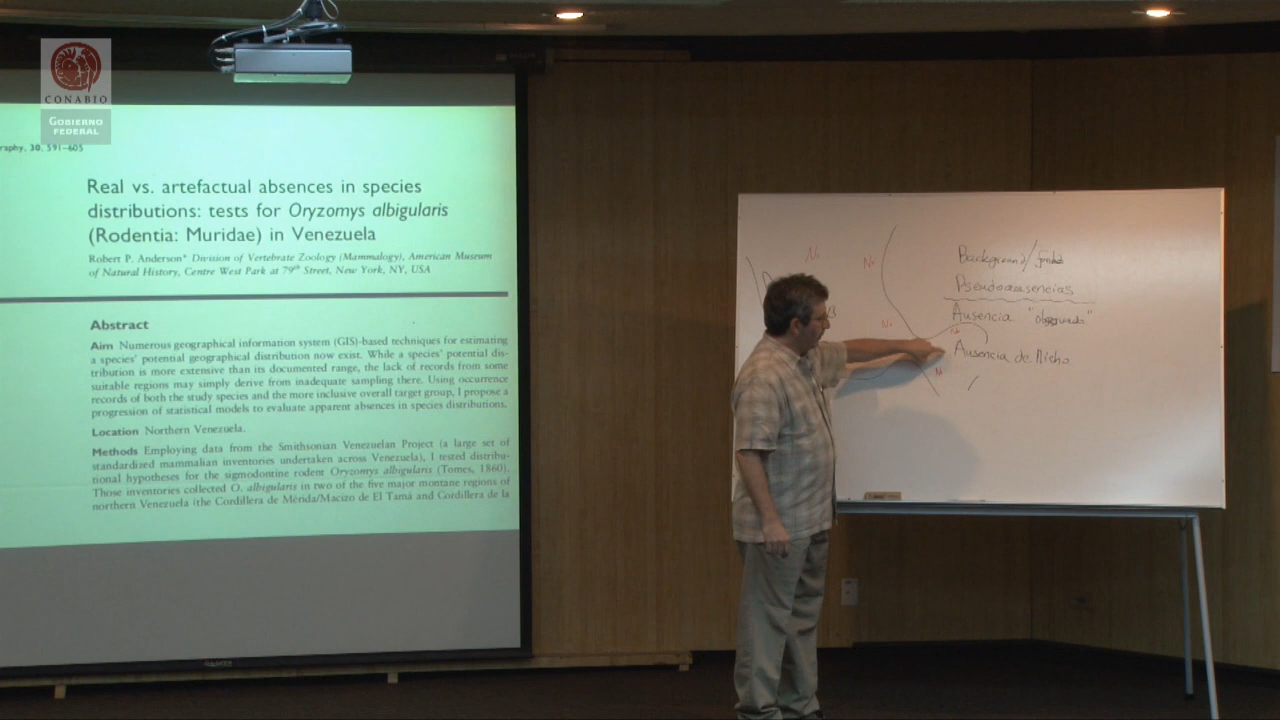 CONABIO
GOBIERNO
FEDERAL
raphy, 30, 591–605
Real vs. artefactual absences in species
distributions: tests for Oryzomys albigularis
(Rodentia: Muridae) in Venezuela
Robert P. Anderson* Division of Vertebrate Zoology (Mammalogy), American Museum
of Natural History, Centre West Park at 79th Street, New York, NY, USA
Abstract
Aim Numerous geographical information system (GIS)-based techniques for estimating
a species' potential geographical distribution now exist. While a species' potential dis-
tribution is more extensive than its documented range, the lack of records from some
suitable regions may simply derive from inadequate sampling there. Using occurrence
records of both the study species and the more inclusive overall target group, I propose a
progression of statistical models to evaluate apparent absences in species distributions.
Location Northern Venezuela.
Methods Employing data from the Smithsonian Venezuelan Project (a large set of
standardized mammalian inventories undertaken across Venezuela), I tested distribu-
tional hypotheses for the sigmodontine rodent Oryzomys albigularis (Tomes, 1860).
Those inventories collected O. albigularis in two of the five major montane regions of
northern Venezuela (the Cordillera de Mérida/Macizo de El Tamá and Cordillera de la
Background/fondo
Pseudoausencias
Ausencia "observada"
Ausencia de Nicho
No
No
No